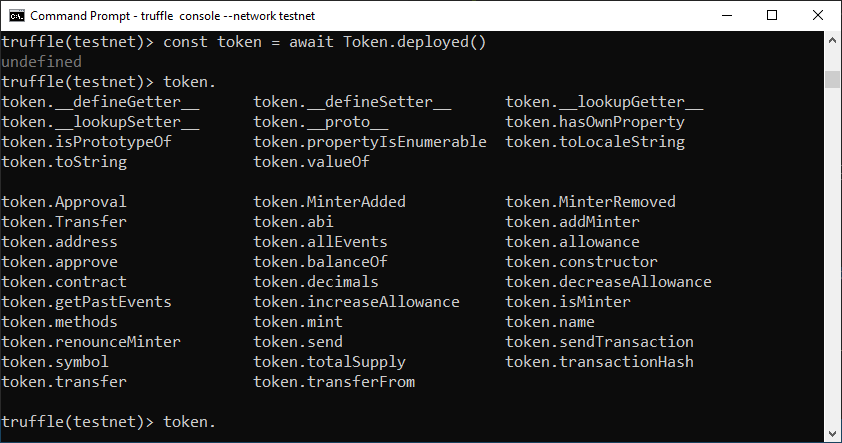 Command Prompt - truffle  console --network testnet
truffle(testnet)> const token = await Token.deployed()
undefined
truffle(testnet)> token.
token.__defineGetter__      token.__defineSetter__      token.__lookupGetter__
token.__lookupSetter__      token.__proto__             token.hasOwnProperty
token.isPrototypeOf         token.propertyIsEnumerable  token.toLocaleString
token.toString              token.valueOf
token.Approval              token.MinterAdded           token.MinterRemoved
token.Transfer              token.abi                   token.addMinter
token.address               token.allEvents             token.allowance
token.approve               token.balanceOf             token.constructor
token.contract              token.decimals              token.decreaseAllowance
token.getPastEvents         token.increaseAllowance     token.isMinter
token.methods               token.mint                  token.name
token.renounceMinter        token.send                  token.sendTransaction
token.symbol                token.totalSupply           token.transactionHash
token.transfer              token.transferFrom
truffle(testnet)> token.